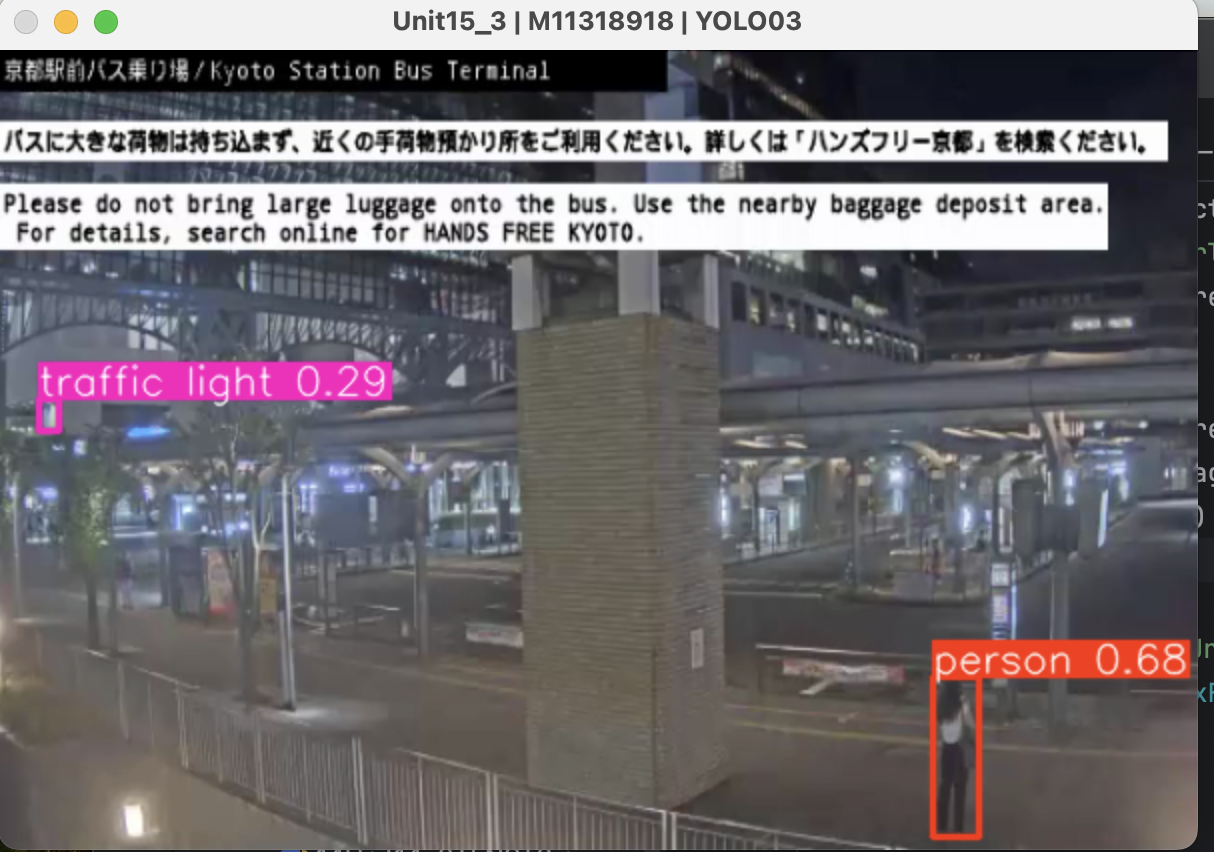 Unit15_3 | M11318918 | YOLO03
京都駅前バス乗り場/Kyoto Station Bus Terminal
バスに大きな荷物は持ち込まず、近くの手荷物預かり所をご利用ください。詳しくは「ハンズフリー京都」を検索ください。
Please do not bring large luggage onto the bus. Use the nearby baggage deposit area.
For details, search online for HANDS FREE KYOTO.
traffic light 0.29
person 0.68